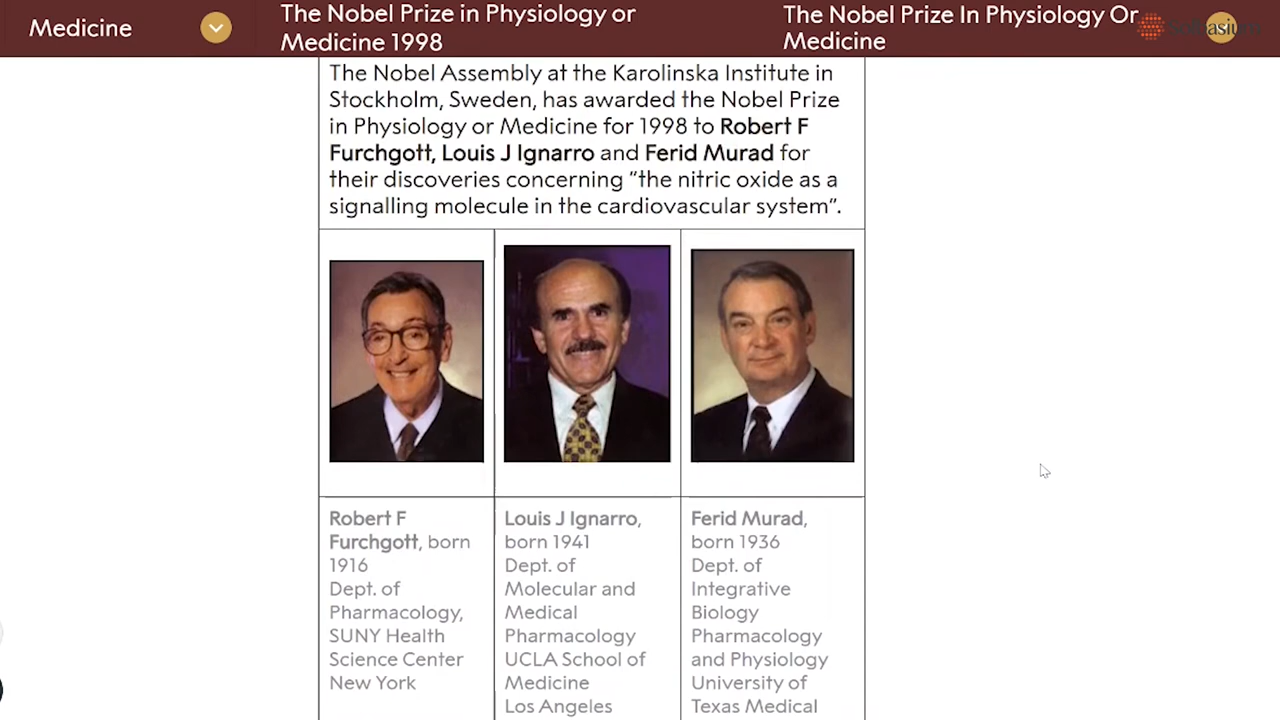 Medicine
The Nobel Prize in Physiology or
Medicine 1998
The Nobel Prize In Physiology Or
Medicine
The Nobel Assembly at the Karolinska Institute in
Stockholm, Sweden, has awarded the Nobel Prize
in Physiology or Medicine for 1998 to Robert F
Furchgott, Louis J Ignarro and Ferid Murad for
their discoveries concerning “the nitric oxide as a
signalling molecule in the cardiovascular system”.
Robert F
Furchgott, born
1916
Dept. of
Pharmacology,
SUNY Health
Science Center
New York
Louis J Ignarro,
born 1941
Dept. of
Molecular and
Medical
Pharmacology
UCLA School of
Medicine
Los Angeles
Ferid Murad,
born 1936
Dept. of
Integrative
Biology
Pharmacology
and Physiology
University of
Texas Medical